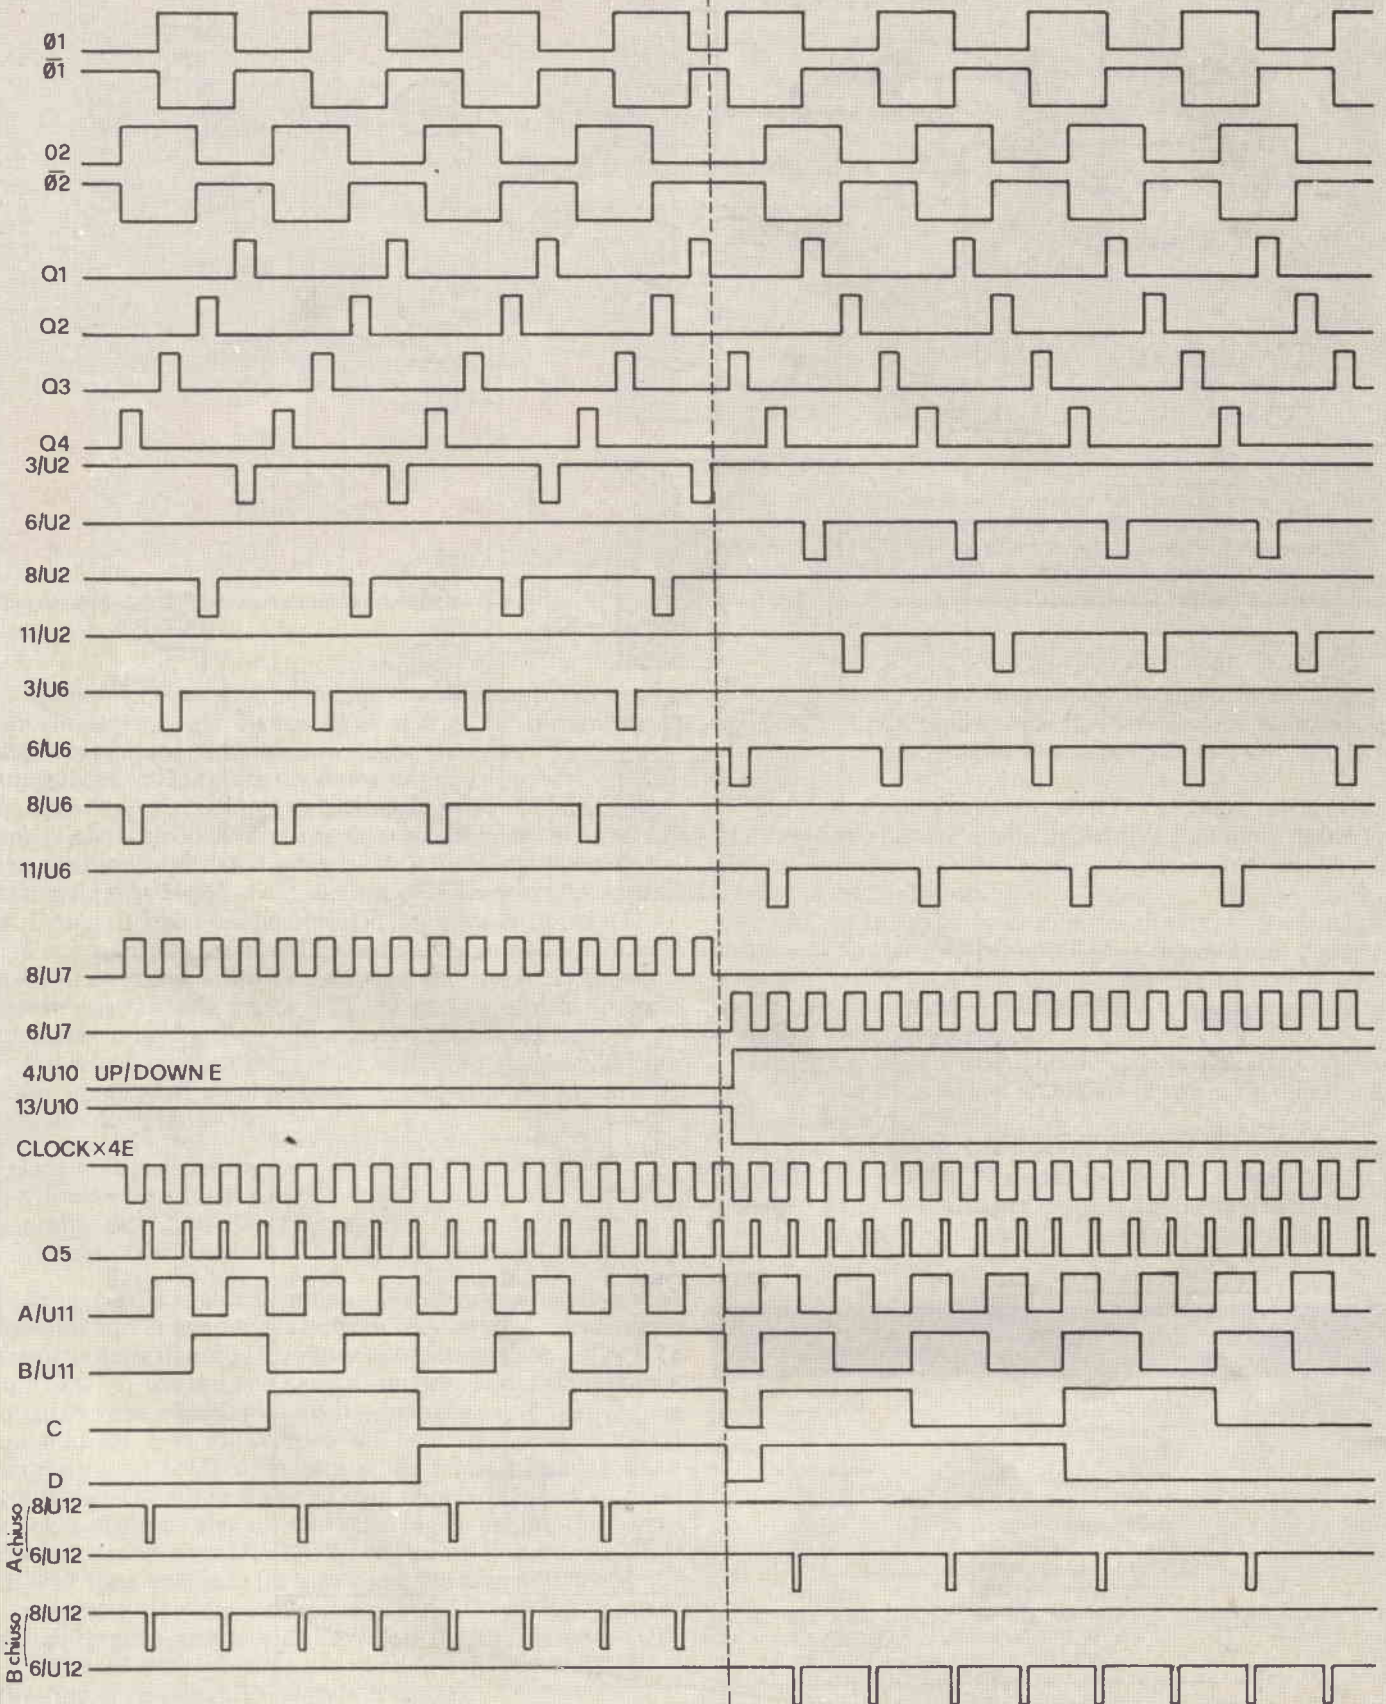 Ø1
Ø̅1
02
Ø̅2
Q1
Q2
Q3
Q4
3/U2
6/U2
8/U2
11/U2
3/U6
6/U6
8/U6
11/U6
8/U7
6/U7
4/U10 UP/DOWN E
13/U10
CLOCK×4E
Q5
A/U11
B/U11
C
D
A chiuso
8/U12
6/U12
B chiuso
8/U12
6/U12